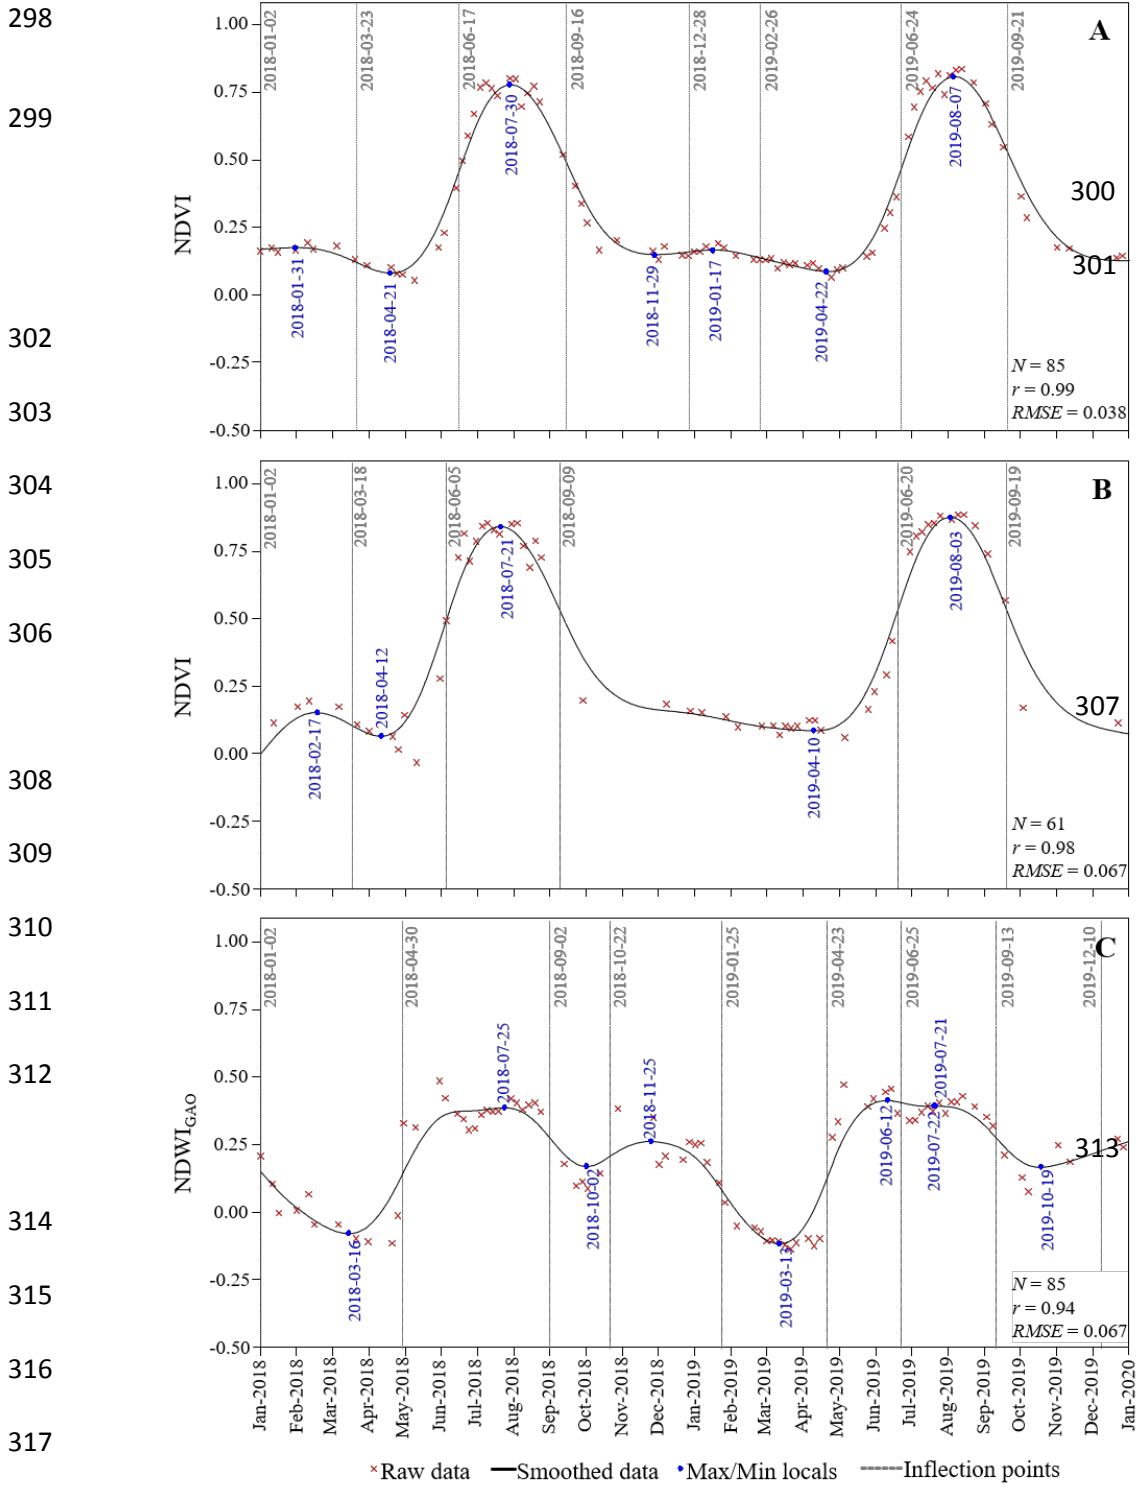 298
299
300
301
302
303
A
NDVI
1.00
0.75
0.50
0.25
0.00
-0.25
-0.50
2018-01-02
2018-03-23
2018-06-17
2018-09-16
2018-12-28
2019-02-26
2019-06-24
2019-09-21
2018-01-31
2018-04-21
2018-07-30
2018-11-29
2019-01-17
2019-04-22
2019-08-07
N = 85
r = 0.99
RMSE = 0.038
304
305
306
307
308
309
B
NDVI
1.00
0.75
0.50
0.25
0.00
-0.25
-0.50
2018-01-02
2018-03-18
2018-06-05
2018-09-09
2019-06-20
2019-09-19
2018-02-17
2018-04-12
2018-07-21
2019-04-10
2019-08-03
N = 61
r = 0.98
RMSE = 0.067
310
311
312
313
314
315
316
317
C
NDWIGAO
1.00
0.75
0.50
0.25
0.00
-0.25
-0.50
2018-01-02
2018-04-30
2018-09-02
2018-10-22
2019-01-25
2019-04-23
2019-06-25
2019-09-13
2019-12-10
2018-03-16
2018-07-25
2018-10-02
2018-11-25
2019-03-13
2019-06-12
2019-07-22
2019-07-21
2019-10-19
N = 85
r = 0.94
RMSE = 0.067
Jan-2018
Feb-2018
Mar-2018
Apr-2018
May-2018
Jun-2018
Jul-2018
Aug-2018
Sep-2018
Oct-2018
Nov-2018
Dec-2018
Jan-2019
Feb-2019
Mar-2019
Apr-2019
May-2019
Jun-2019
Jul-2019
Aug-2019
Sep-2019
Oct-2019
Nov-2019
Dec-2019
Jan-2020
Raw data
Smoothed data
Max/Min locals
Inflection points